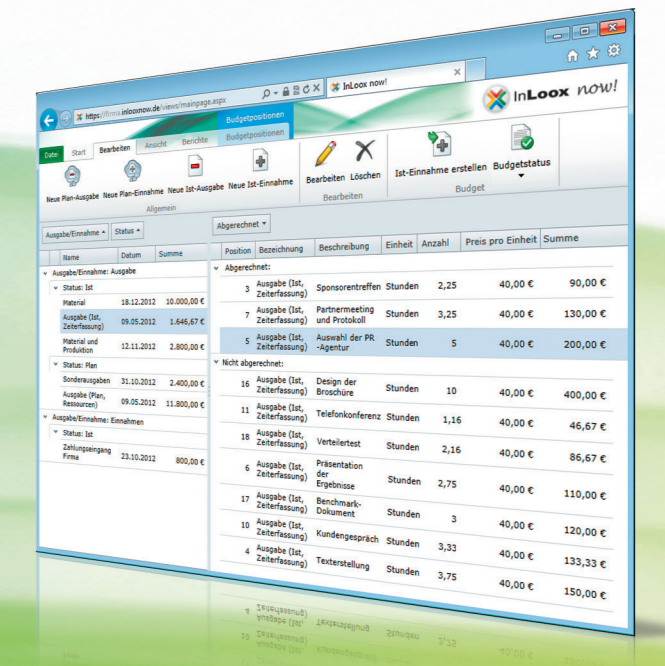 https://firma.inlooxnow.de/views/mainpage.aspx
InLoox now!
InLoox now!
Budgetpositionen
Datei Start Bearbeiten Ansicht Berichte Budgetpositionen
Neue Plan-Ausgabe Neue Plan-Einnahme Neue Ist-Ausgabe Neue Ist-Einnahme
Allgemein
Bearbeiten Löschen
Bearbeiten
Ist-Einnahme erstellen Budgetstatus
Budget
Ausgabe/Einnahme Status
Name Datum Summe
Ausgabe/Einnahme: Ausgabe
Status: Ist
Material 18.12.2012 10.000,00 €
Ausgabe (Ist,
Zeiterfassung) 09.05.2012 1.646,67 €
Material und
Produktion 12.11.2012 2.800,00 €
Status: Plan
Sonderausgaben 31.10.2012 2.400,00 €
Ausgabe (Plan,
Ressourcen) 09.05.2012 11.800,00 €
Ausgabe/Einnahme: Einnahmen
Status: Ist
Zahlungseingang
Firma 23.10.2012 800,00 €
Abgerechnet
Position Bezeichnung Beschreibung Einheit Anzahl Preis pro Einheit Summe
Abgerechnet:
3 Ausgabe (Ist,
Zeiterfassung) Sponsorentreffen Stunden 2,25 40,00 € 90,00 €
7 Ausgabe (Ist, Partnermeeting
Zeiterfassung) und Protokoll Stunden 3,25 40,00 € 130,00 €
5 Ausgabe (Ist, Auswahl der PR
Zeiterfassung) -Agentur Stunden 5 40,00 € 200,00 €
Nicht abgerechnet:
16 Ausgabe (Ist, Design der
Zeiterfassung) Broschüre Stunden 10 40,00 € 400,00 €
11 Ausgabe (Ist,
Zeiterfassung) Telefonkonferenz Stunden 1,16 40,00 € 46,67 €
18 Ausgabe (Ist,
Zeiterfassung) Verteilertest Stunden 2,16 40,00 € 86,67 €
6 Ausgabe (Ist, Präsentation
Zeiterfassung) der
Ergebnisse Stunden 2,75 40,00 € 110,00 €
17 Ausgabe (Ist, Benchmark-
Zeiterfassung) Dokument Stunden 3 40,00 € 120,00 €
10 Ausgabe (Ist,
Zeiterfassung) Kundengespräch Stunden 3,33 40,00 € 133,33 €
4 Ausgabe (Ist,
Zeiterfassung) Texterstellung Stunden 3,75 40,00 € 150,00 €